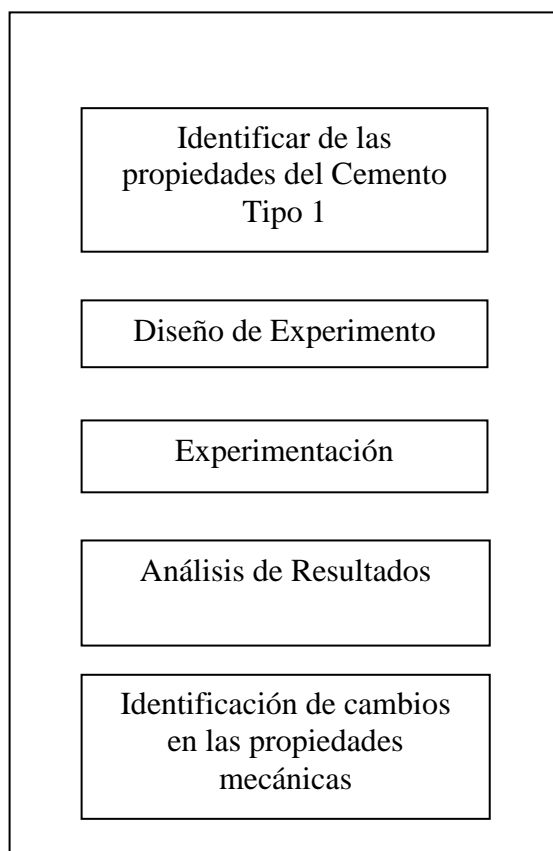 Identificar de las
propiedades del Cemento
Tipo 1
Diseño de Experimento
Experimentación
Análisis de Resultados
Identificación de cambios
en las propiedades
mecánicas